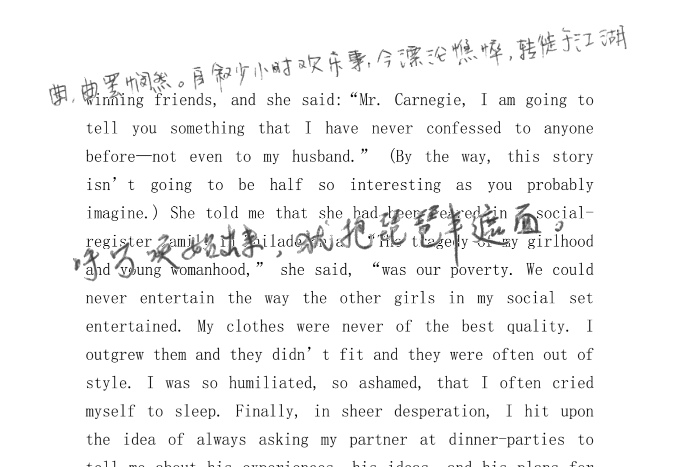 曲,曲罢悯然。自叙少小时欢乐事,今漂沦憔悴,转徙于江湖
winning friends, and she said:“Mr. Carnegie, I am going to
tell you something that I have never confessed to anyone
before—not even to my husband.” (By the way, this story
isn’t going to be half so interesting as you probably
imagine.) She told me that she had been reared in a social-
register family in Philadelphia. “The tragedy of my girlhood
呼万唤始出来,犹抱琵琶半遮面。
and young womanhood,” she said, “was our poverty. We could
never entertain the way the other girls in my social set
entertained. My clothes were never of the best quality. I
outgrew them and they didn’t fit and they were often out of
style. I was so humiliated, so ashamed, that I often cried
myself to sleep. Finally, in sheer desperation, I hit upon
the idea of always asking my partner at dinner-parties to
tell me about his experiences, his ideas, and his plans for